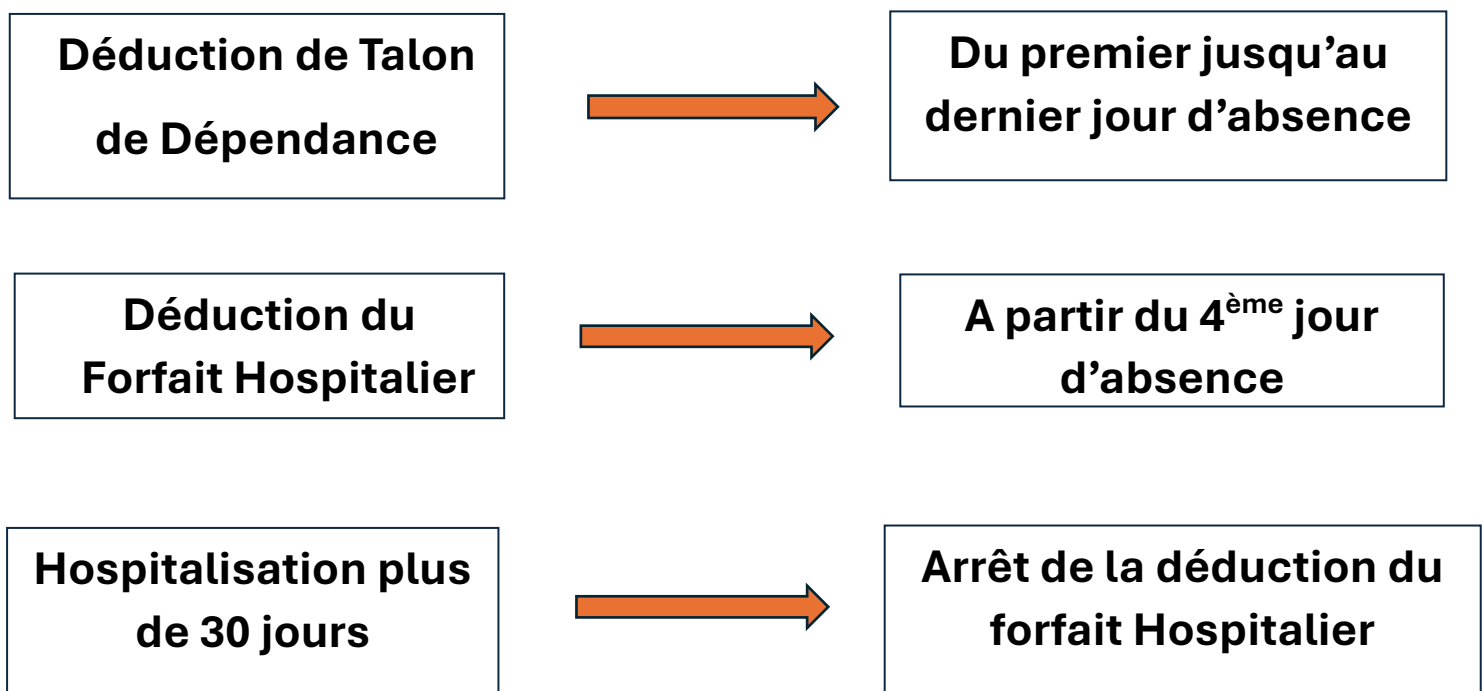 Déduction de Talon
de Dépendance
Du premier jusqu’au
dernier jour d’absence
Déduction du
Forfait Hospitalier
A partir du 4ème jour
d’absence
Hospitalisation plus
de 30 jours
Arrêt de la déduction du
forfait Hospitalier